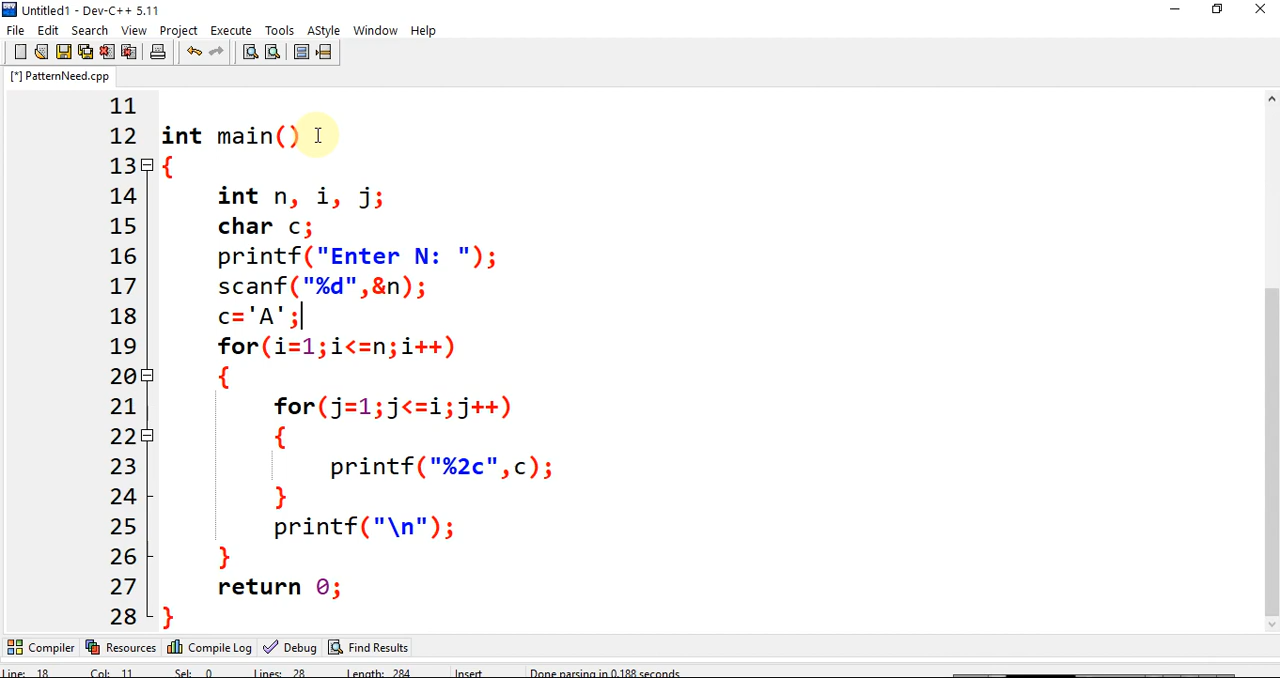 Untitled1 - Dev-C++ 5.11
File Edit Search View Project Execute Tools AStyle Window Help
[*] PatternNeed.cpp
11
12 int main()
13 {
14 int n, i, j;
15 char c;
16 printf("Enter N: ");
17 scanf("%d",&n);
18 c='A';
19 for(i=1;i<=n;i++)
20 {
21 for(j=1;j<=i;j++)
22 {
23 printf("%2c",c);
24 }
25 printf("\n");
26 }
27 return 0;
28 }
Compiler Resources Compile Log Debug Find Results
Line: 18 Col: 11 Sel: 0 Lines: 28 Length: 284 Insert Done parsing in 0.188 seconds